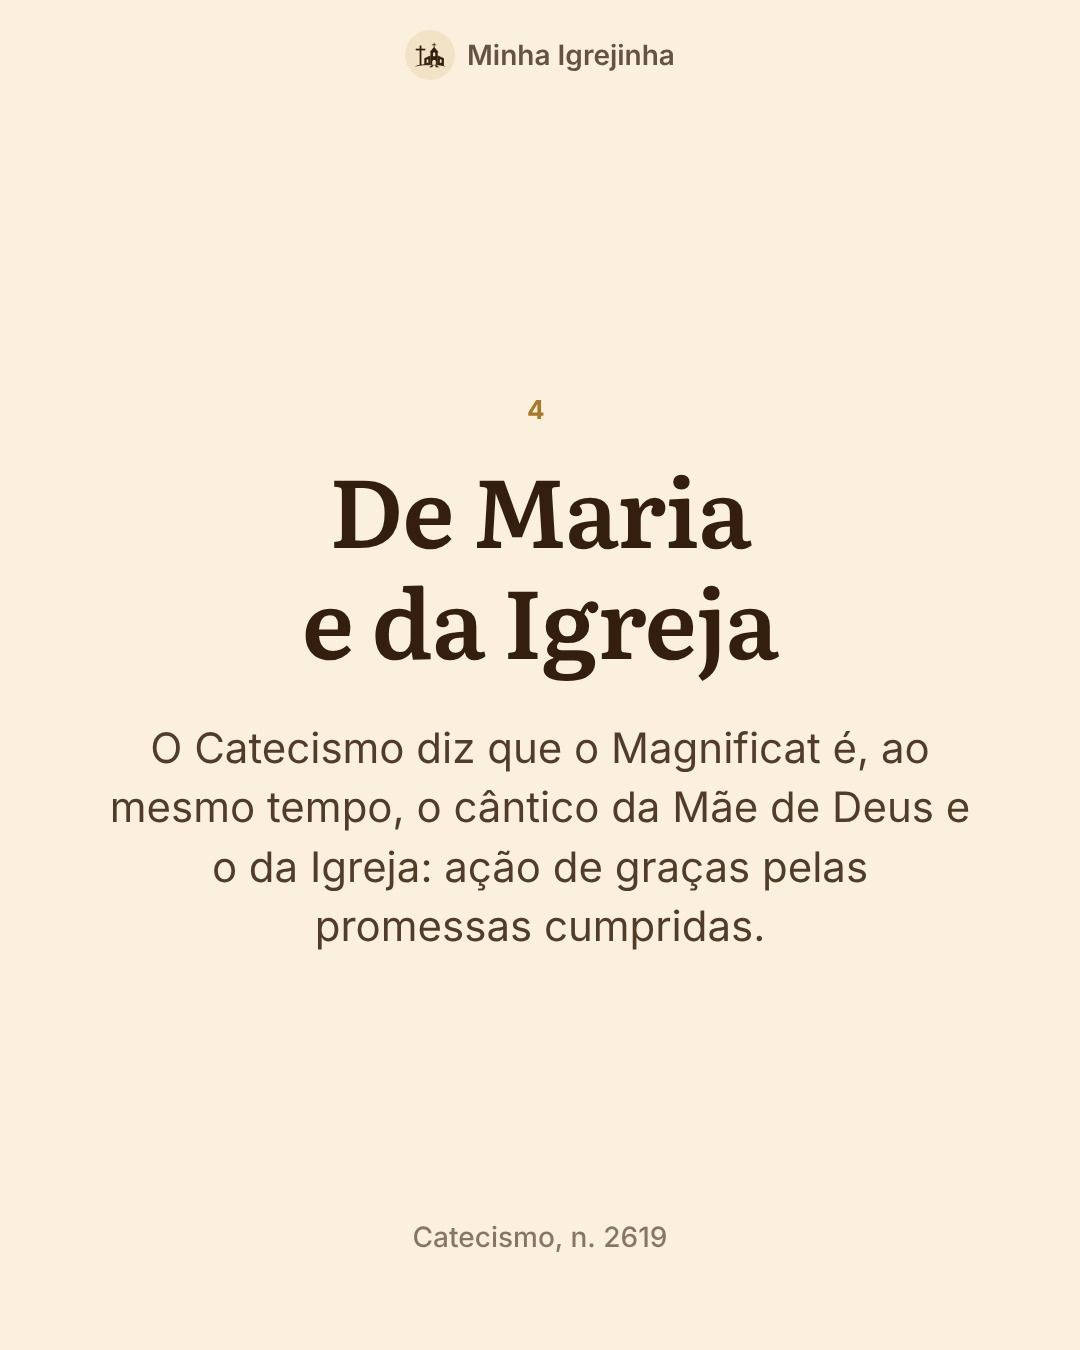 Minha Igrejinha
4
De Maria
e da Igreja
O Catecismo diz que o Magnificat é, ao
mesmo tempo, o cântico da Mãe de Deus e
o da Igreja: ação de graças pelas
promessas cumpridas.
Catecismo, n. 2619